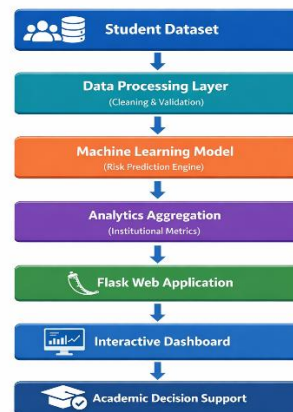 Student Dataset
Data Processing Layer
(Cleaning & Validation)
Machine Learning Model
(Risk Prediction Engine)
Analytics Aggregation
(Institutional Metrics)
Flask Web Application
Interactive Dashboard
Academic Decision Support